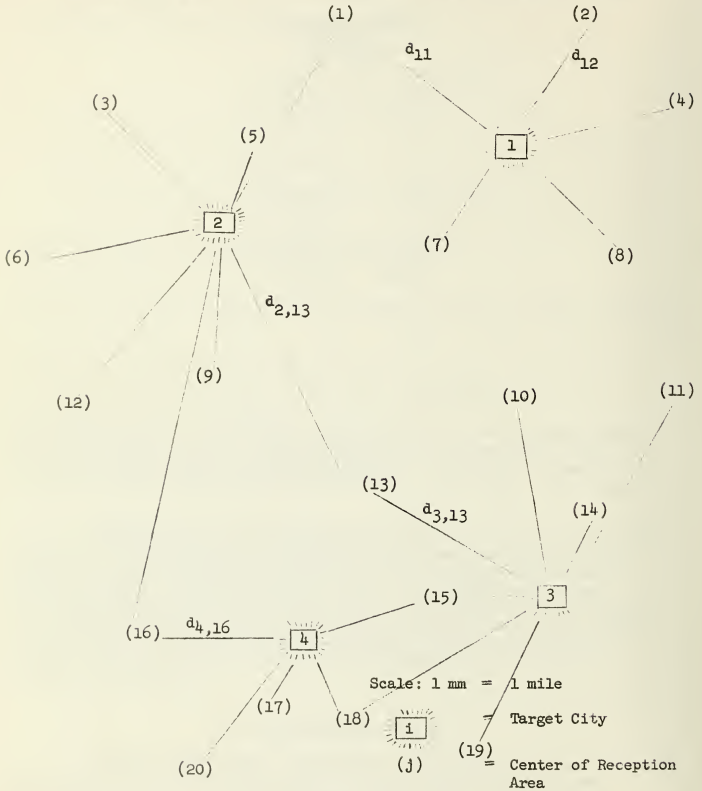 (1)
(2)
d11
d12
(3)
(4)
(5)
1
2
(7)
(8)
(6)
d2,13
(9)
(12)
(10)
(11)
(13)
d3,13
(14)
(15)
3
(16) d4,16
4
Scale: 1 mm = 1 mile
(17)
(18)
i = Target City
(20)
(j)
(19)
= Center of Reception
Area